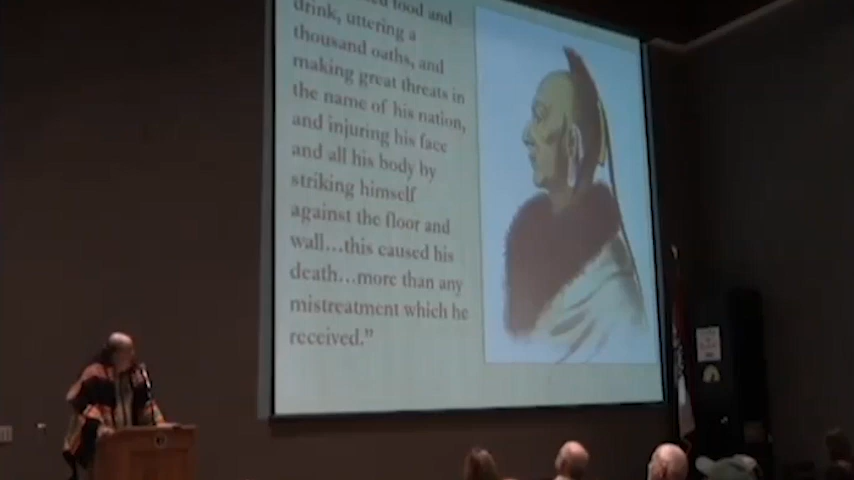 food and
drink, uttering a
thousand oaths, and
making great threats in
the name of his nation,
and injuring his face
and all his body by
striking himself
against the floor and
wall...this caused his
death...more than any
mistreatment which he
received.”